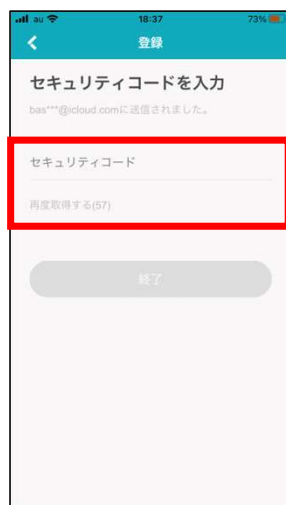 au 18:37 73%
登録
セキュリティコードを入力
bas***@icloud.comに送信されました。
セキュリティコード
再度取得する(57)
終了